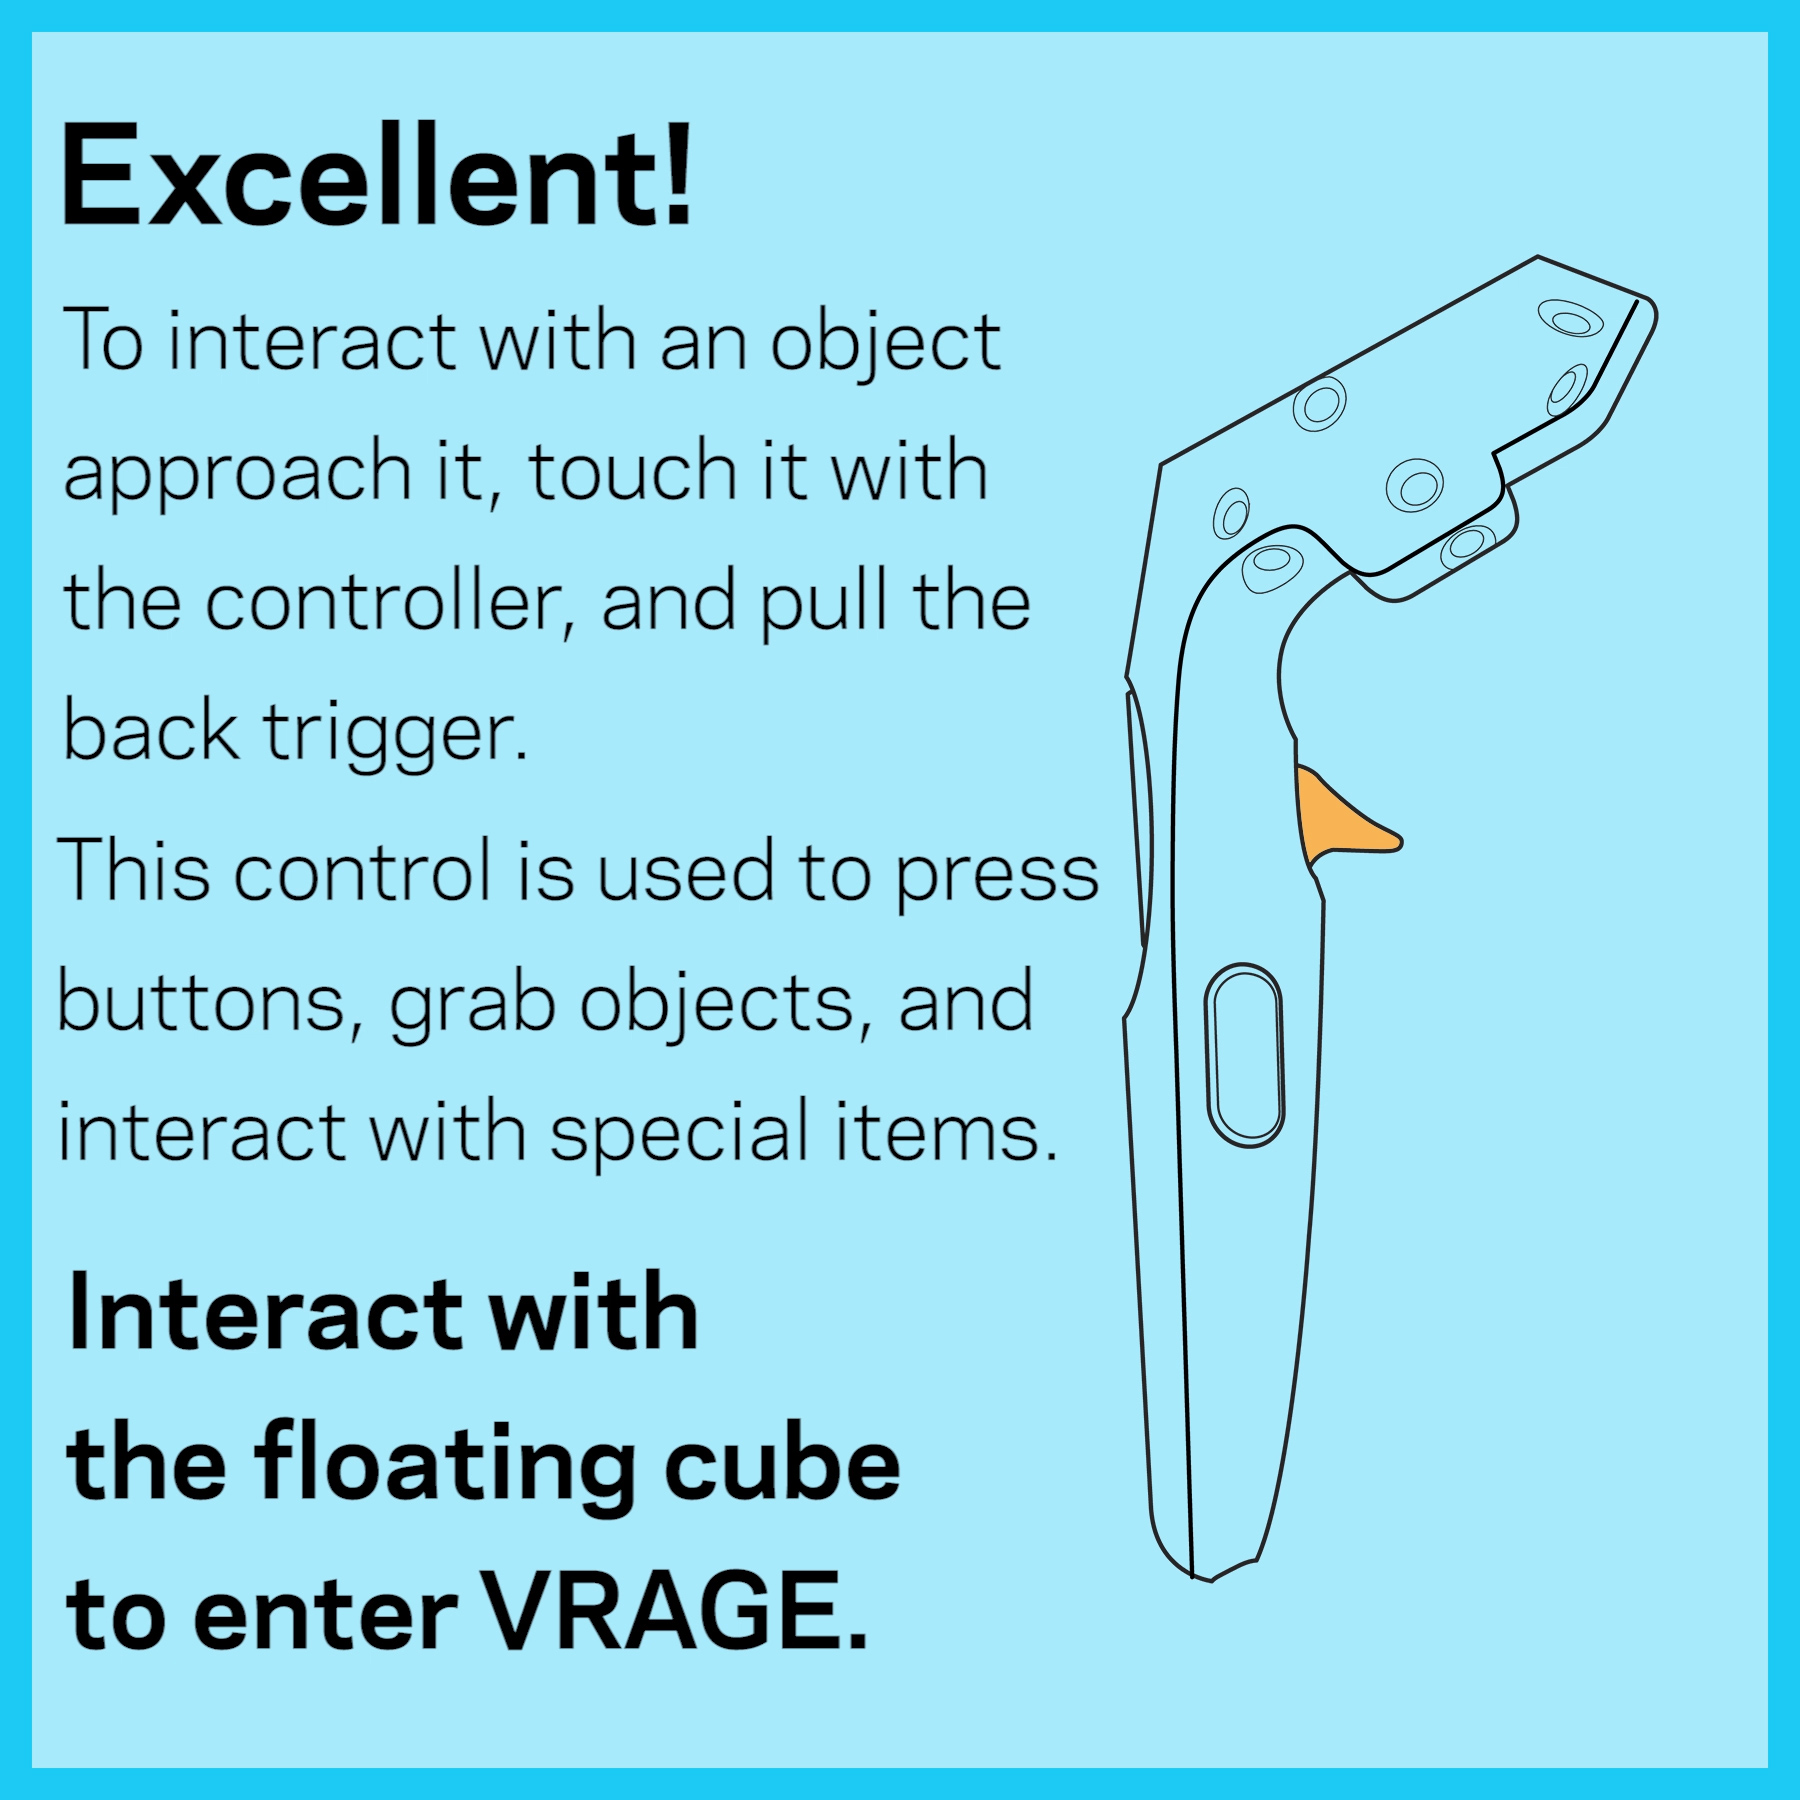 Excellent!
To interact with an object
approach it, touch it with
the controller, and pull the
back trigger.
This control is used to press
buttons, grab objects, and
interact with special items.
Interact with
the floating cube
to enter VRAGE.